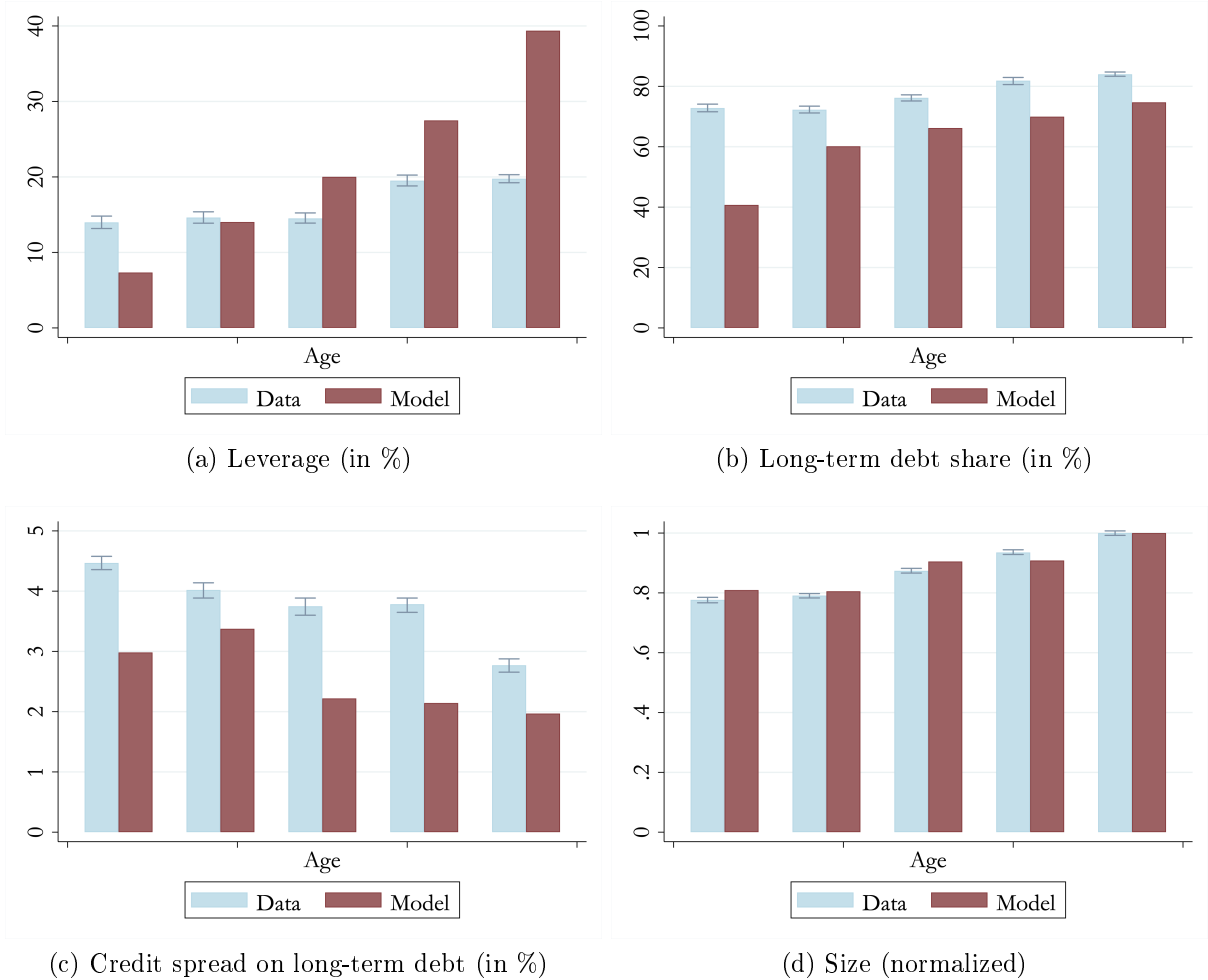 40
30
20
10
0
Age
Data Model
(a) Leverage (in %)
100
80
60
40
20
0
Age
Data Model
(b) Long-term debt share (in %)
5
4
3
2
1
0
Age
Data Model
(c) Credit spread on long-term debt (in %)
1
.8
.6
.4
.2
0
Age
Data Model
(d) Size (normalized)